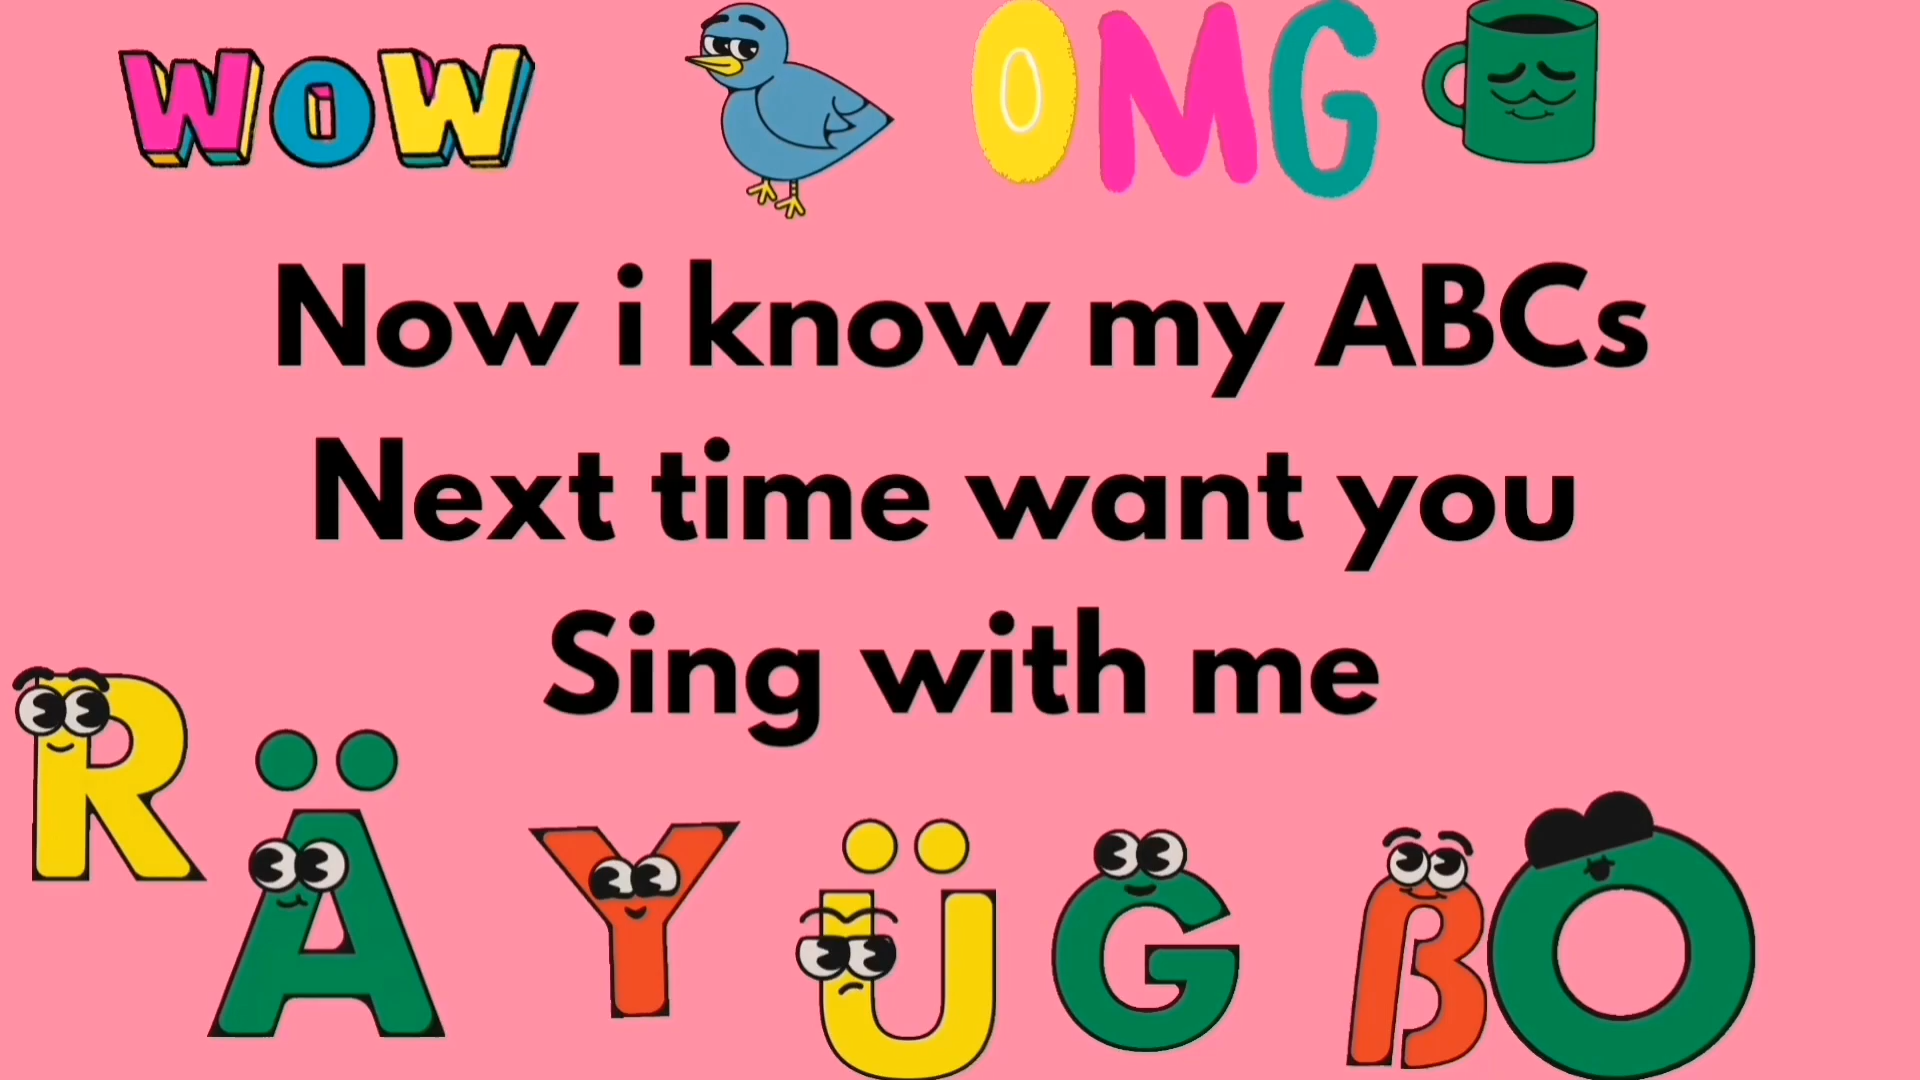 WOW OMG
Now i know my ABCs
Next time want you
Sing with me
R Ä Y Ü G ß O